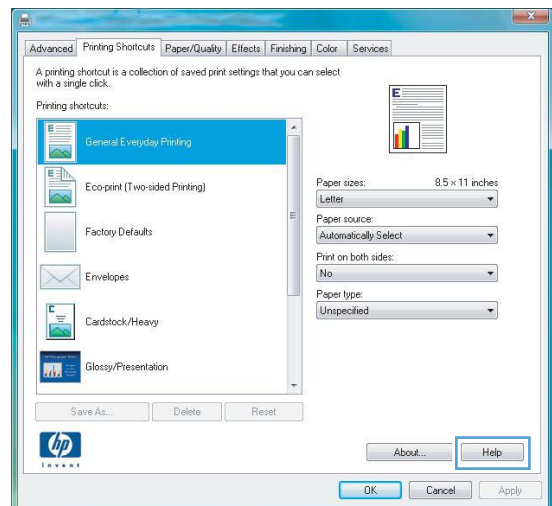 Advanced
Printing Shortcuts
Paper/Quality
Effects
Finishing
Color
Services
A printing shortcut is a collection of saved print settings that you can select
with a single click.
Printing shortcuts:
E
General Everyday Printing
E
Eco-print (Two-sided Printing)
Factory Defaults
Envelopes
C
Cardstock/Heavy
Glossy/Presentation
E
Paper sizes: 8.5 × 11 inches
Letter
Paper source:
Automatically Select
Print on both sides:
No
Paper type:
Unspecified
Save As...
Delete
Reset
hp
invent
About...
Help
OK
Cancel
Apply